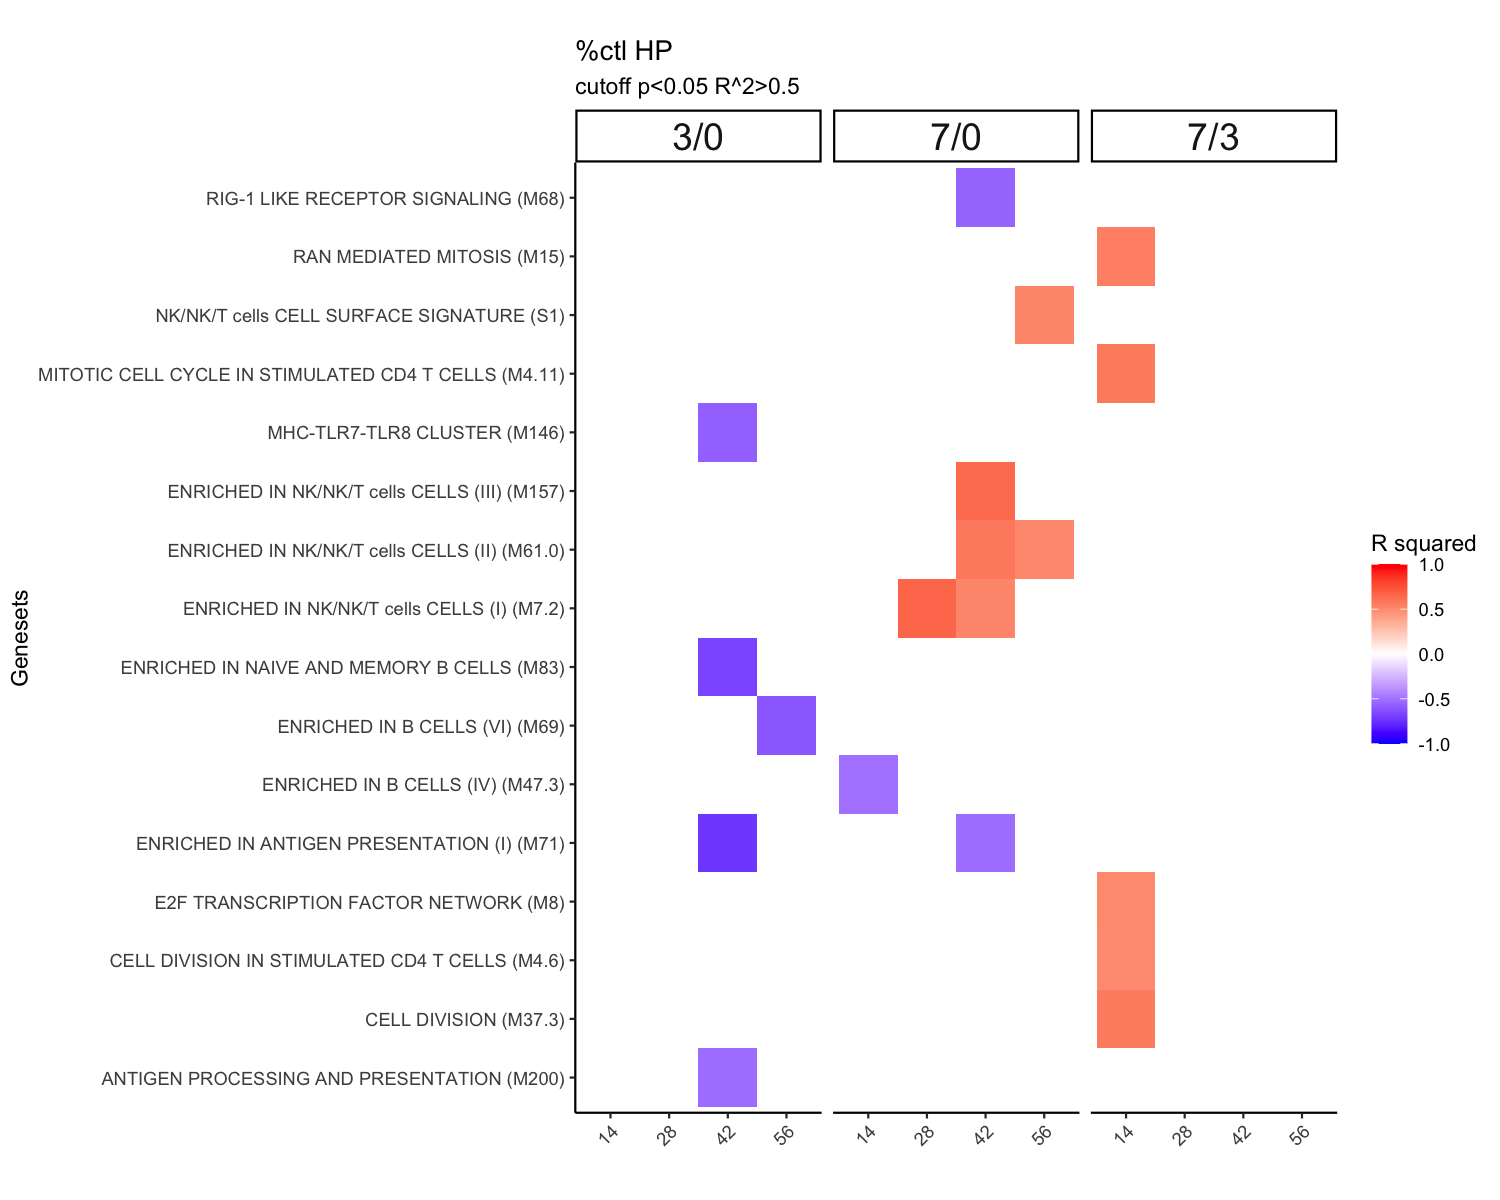 %ctl HP
cutoff p<0.05 R^2>0.5
3/0
7/0
7/3
RIG-1 LIKE RECEPTOR SIGNALING (M68)
RAN MEDIATED MITOSIS (M15)
NK/NK/T cells CELL SURFACE SIGNATURE (S1)
MITOTIC CELL CYCLE IN STIMULATED CD4 T CELLS (M4.11)
MHC-TLR7-TLR8 CLUSTER (M146)
ENRICHED IN NK/NK/T cells CELLS (III) (M157)
ENRICHED IN NK/NK/T cells CELLS (II) (M61.0)
ENRICHED IN NK/NK/T cells CELLS (I) (M7.2)
ENRICHED IN NAIVE AND MEMORY B CELLS (M83)
ENRICHED IN B CELLS (VI) (M69)
ENRICHED IN B CELLS (IV) (M47.3)
ENRICHED IN ANTIGEN PRESENTATION (I) (M71)
E2F TRANSCRIPTION FACTOR NETWORK (M8)
CELL DIVISION IN STIMULATED CD4 T CELLS (M4.6)
CELL DIVISION (M37.3)
ANTIGEN PROCESSING AND PRESENTATION (M200)
Genesets
14 28 42 56
14 28 42 56
14 28 42 56
R squared
1.0
0.5
0.0
-0.5
-1.0